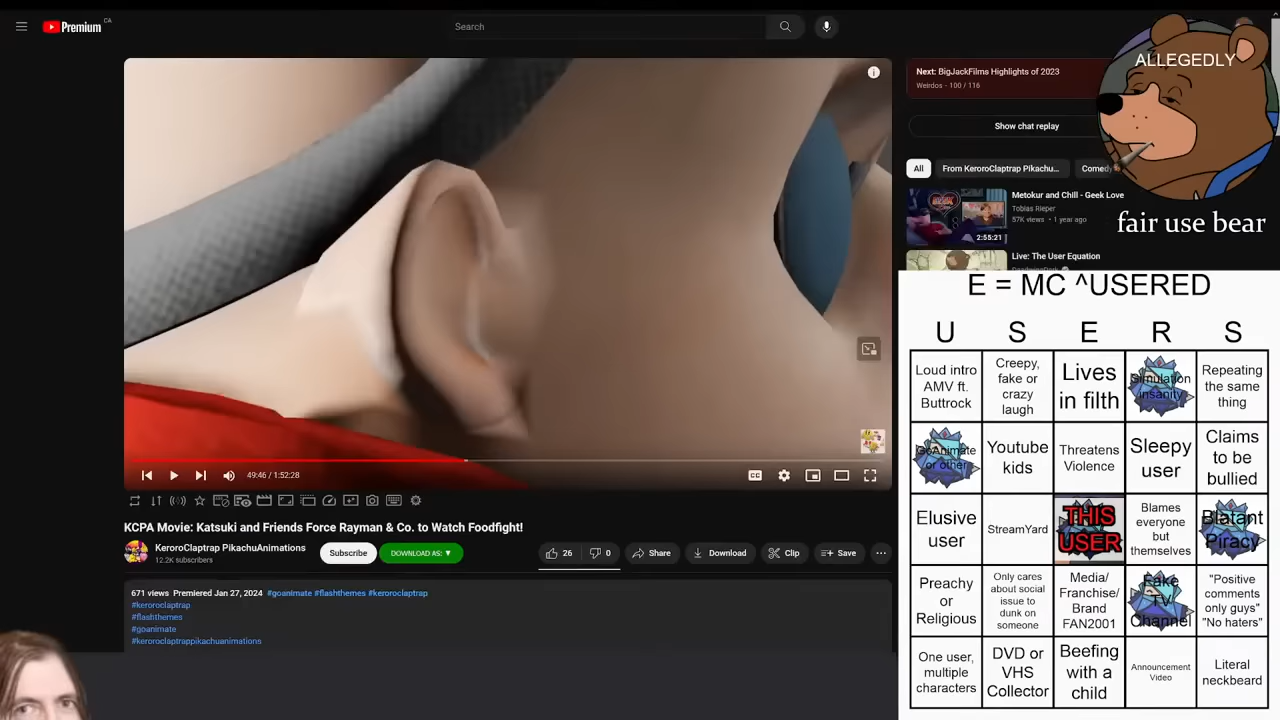 Premium CA
Search
ALLEGEDLY
fair use bear
Next: BigJackFilms Highlights of 2023
Weirdos - 100 / 116
Show chat replay
All
From KeroroClaptrap Pikachu...
Comedy
Metokur and Chill - Geek Love
Tobias Rieper
57K views • 1 year ago
2:55:21
Live: The User Equation
49:46 / 1:52:28
CC
KCPA Movie: Katsuki and Friends Force Rayman & Co. to Watch Foodfight!
KeroroClaptrap PikachuAnimations
12.2K subscribers
Subscribe
DOWNLOAD AS: ▼
26
0
Share
Download
Clip
Save
671 views Premiered Jan 27, 2024 #goanimate #flashthemes #keroroclaptrap
#keroroclaptrap
#flashthemes
#goanimate
#keroroclaptrappikachuanimations
E = MC ^USERED
U S E R S
Loud intro
AMV ft.
Buttrock
Creepy,
fake or
crazy
laugh
Lives
in filth
Simulation
insanity
Repeating
the same
thing
GoAnimate
or other
Youtube
kids
Threatens
Violence
Sleepy
user
Claims
to be
bullied
Elusive
user
StreamYard
THIS
USER
Blames
everyone
but
themselves
Blatant
Piracy
Preachy
or
Religious
Only cares
about social
issue to
dunk on
someone
Media/
Franchise/
Brand
FAN2001
Fake
TV
Channel
"Positive
comments
only guys"
"No haters"
One user,
multiple
characters
DVD or
VHS
Collector
Beefing
with a
child
Announcement
Video
Literal
neckbeard